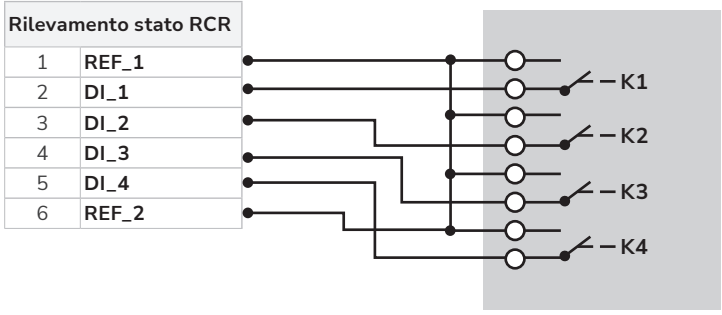 Rilevamento stato RCR
1 REF_1
2 DI_1
3 DI_2
4 DI_3
5 DI_4
6 REF_2
K1
K2
K3
K4